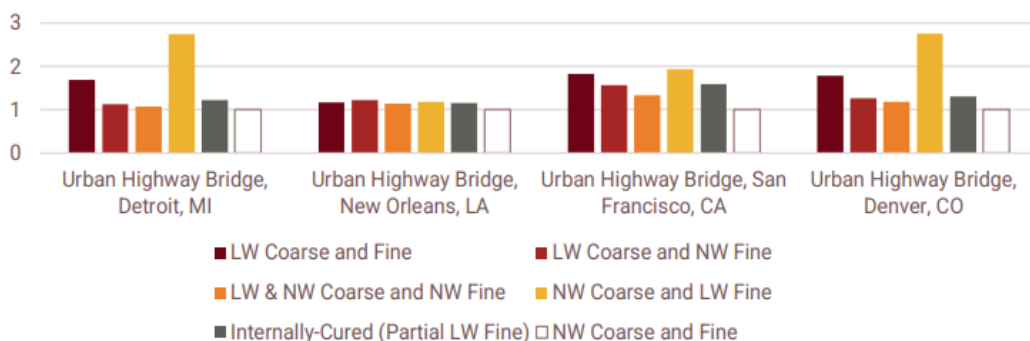 3
2
1
0
Urban Highway Bridge,
Detroit, MI
Urban Highway Bridge,
New Orleans, LA
Urban Highway Bridge, San
Francisco, CA
Urban Highway Bridge,
Denver, CO
LW Coarse and Fine
LW Coarse and NW Fine
LW & NW Coarse and NW Fine
NW Coarse and LW Fine
Internally-Cured (Partial LW Fine)
NW Coarse and Fine